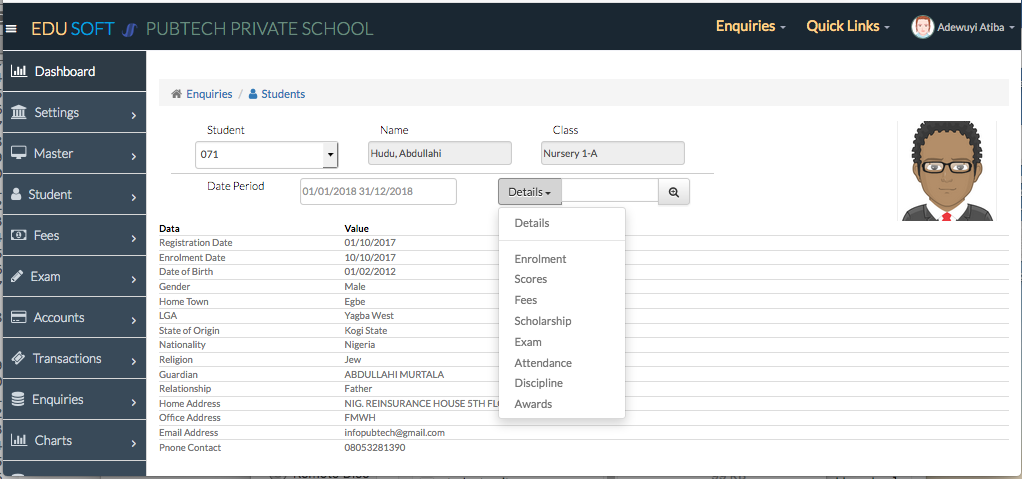 EDU SOFT PUBTECH PRIVATE SCHOOL Enquiries Quick Links Adewuyi Atiba
Dashboard
Settings
Master
Student
Fees
Exam
Accounts
Transactions
Enquiries
Charts
Enquiries / Students
Student Name Class
071 Hudu, Abdullahi Nursery 1-A
Date Period 01/01/2018 31/12/2018 Details
Details
Enrolment
Scores
Fees
Scholarship
Exam
Attendance
Discipline
Awards
Data Value
Registration Date 01/10/2017
Enrolment Date 10/10/2017
Date of Birth 01/02/2012
Gender Male
Home Town Egbe
LGA Yagba West
State of Origin Kogi State
Nationality Nigeria
Religion Jew
Guardian ABDULLAHI MURTALA
Relationship Father
Home Address NIG. REINSURANCE HOUSE 5TH
Office Address FMWH
Email Address infopubtech@gmail.com
Pnone Contact 08053281390